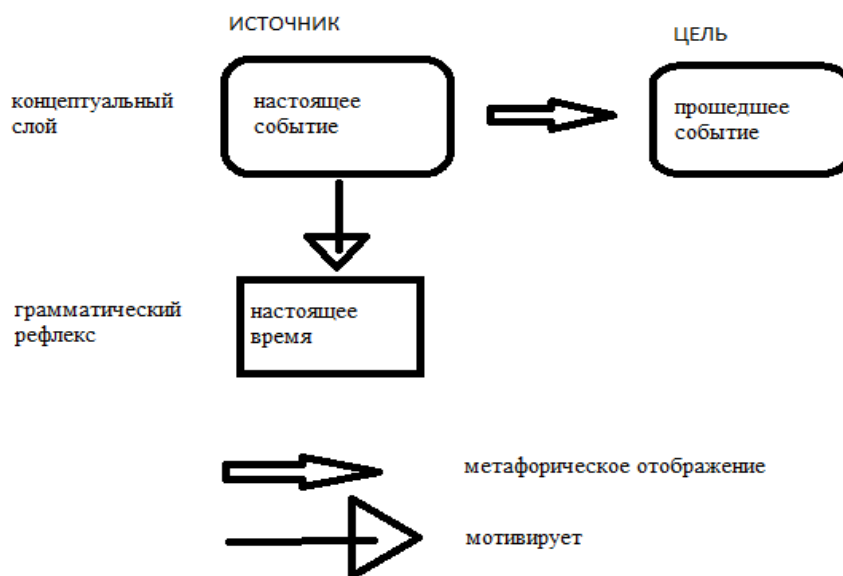 ИСТОЧНИК
ЦЕЛЬ
концептуальный
слой
настоящее
событие
прошедшее
событие
грамматический
рефлекс
настоящее
время
метафорическое отображение
мотивирует